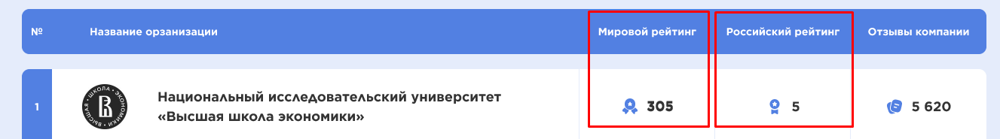 № Название орзанизации Мировой рейтинг Российский рейтинг Отзывы компании
1 ВЫСШАЯ • ШКОЛА • ЭКОНОМИКИ • Национальный исследовательский университет
«Высшая школа экономики» 305 5 5 620